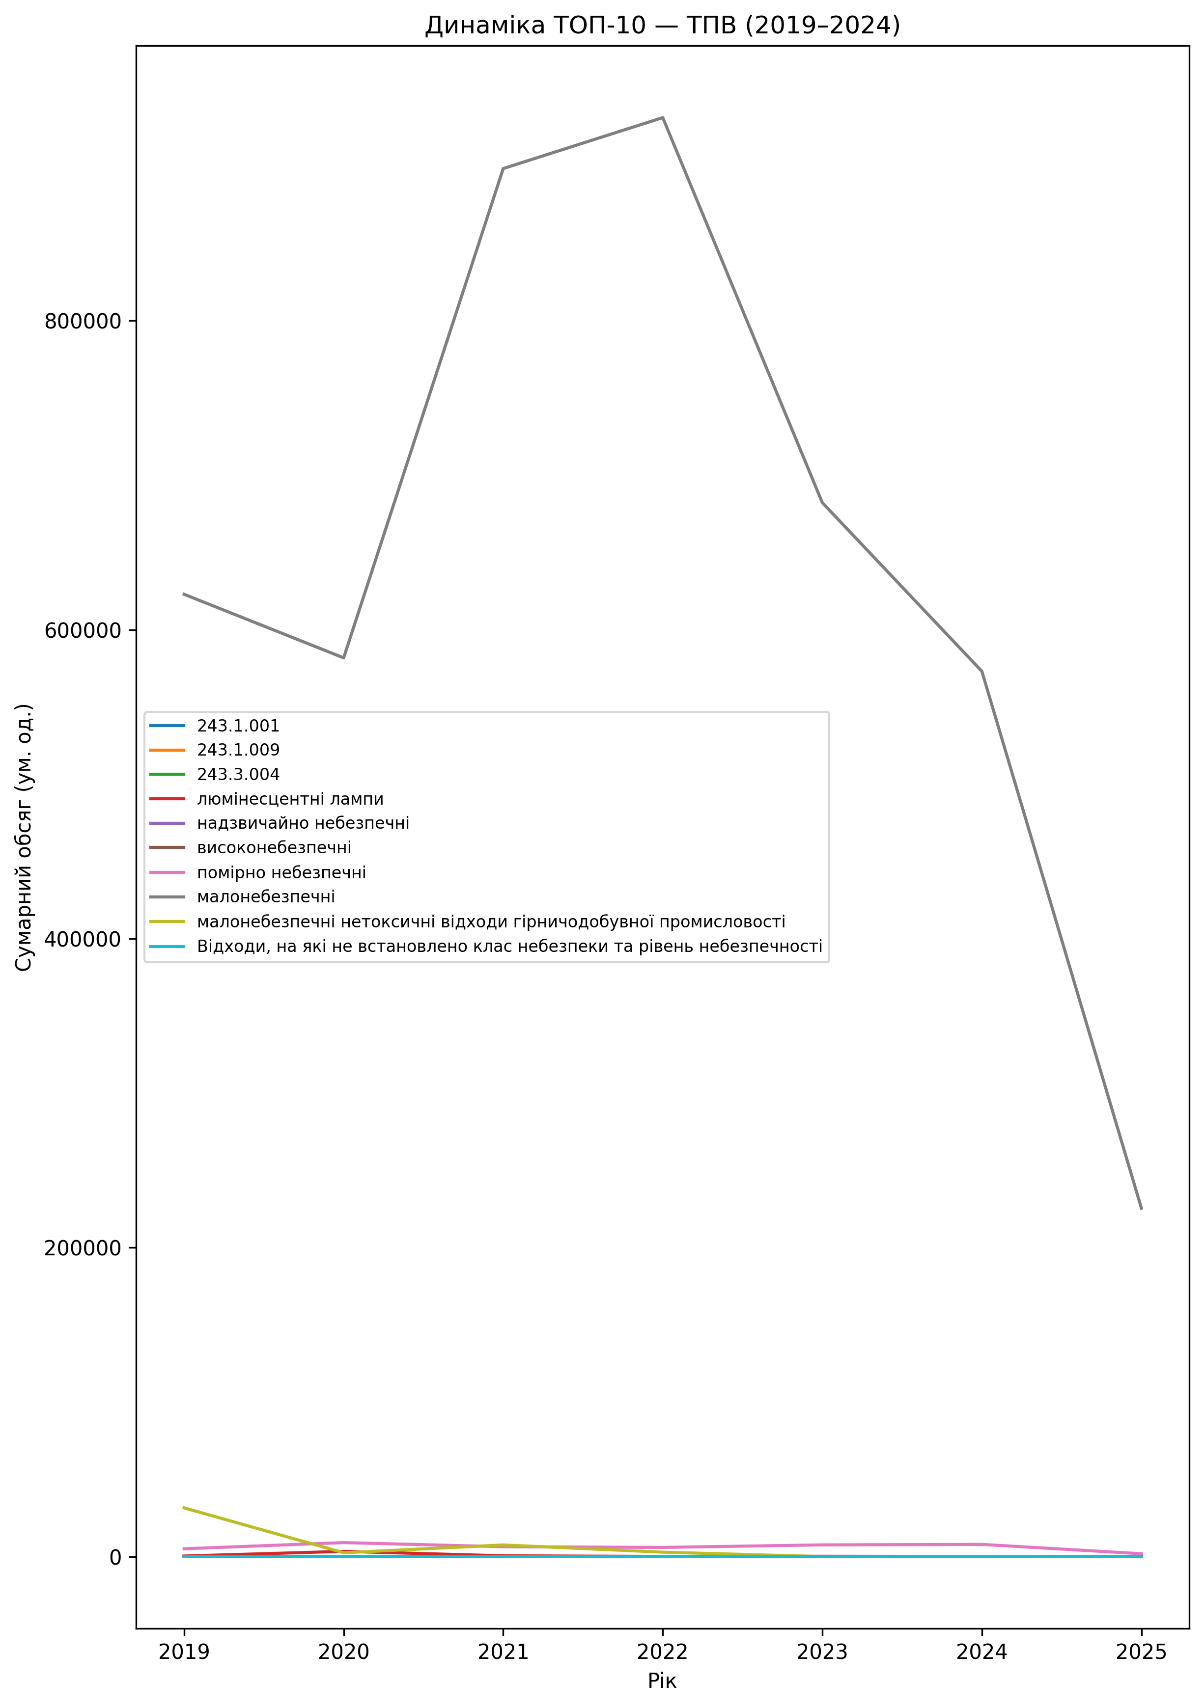 Динаміка ТОП-10 — ТПВ (2019–2024)
Сумарний обсяг (ум. од.)
800000
600000
400000
200000
0
243.1.001
243.1.009
243.3.004
люмінесцентні лампи
надзвичайно небезпечні
високонебезпечні
помірно небезпечні
малонебезпечні
малонебезпечні нетоксичні відходи гірничодобувної промисловості
Відходи, на які не встановлено клас небезпеки та рівень небезпечності
2019 2020 2021 2022 2023 2024 2025
Рік